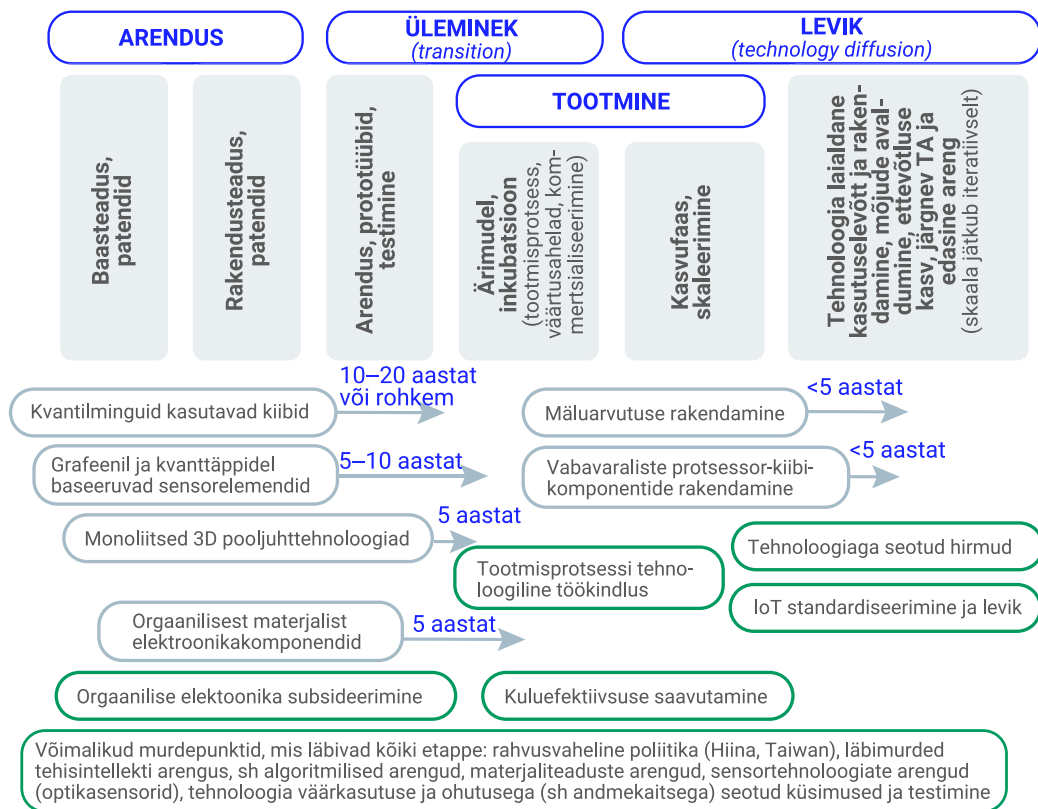 ARENDUS
ÜLEMINEK
(transition)
LEVIK
(technology diffusion)
TOOTMINE
Baasteadus,
patendid
Rakendusteadus,
patendid
Arendus, prototüübid,
testimine
Ärimudel,
inkubatsioon
(tootmisprotsess,
väärtusahelad, kom-
mertsialiseerimine)
Kasvufaas,
skaleerimine
Tehnoloogia laialdane
kasutuselevõtt ja raken-
damine, mõjude aval-
dumine, ettevõtluse
kasv, järgnev TA ja
edasine areng
(skaala jätkub iteratiivselt)
Kvantilminguid kasutavad kiibid
10–20 aastat
või rohkem
Mäluarvutuse rakendamine
<5 aastat
Grafeenil ja kvanttäppidel
baseeruvad sensorelemendid
5–10 aastat
Vabavaraliste protsessor-kiibi-
komponentide rakendamine
<5 aastat
Monoliitsed 3D pooljuhttehnoloogiad
5 aastat
Tehnoloogiaga seotud hirmud
Tootmisprotsessi tehno-
loogiline töökindlus
IoT standardiseerimine ja levik
Orgaanilisest materjalist
elektroonikakomponendid
5 aastat
Orgaanilise elektoonika subsideerimine
Kuluefektiivsuse saavutamine
Võimalikud murdepunktid, mis läbivad kõiki etappe: rahvusvaheline poliitika (Hiina, Taiwan), läbimurded
tehisintellekti arengus, sh algoritmilised arengud, materjaliteaduste arengud, sensortehnoloogiate arengud
(optikasensorid), tehnoloogia väärkasutuse ja ohutusega (sh andmekaitsega) seotud küsimused ja testimine